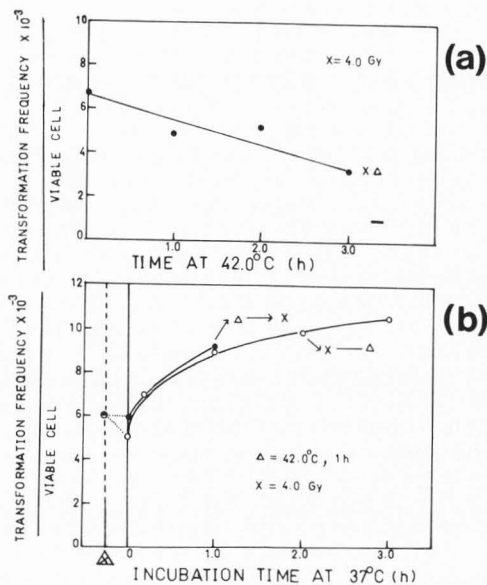 (a)
TRANSFORMATION FREQUENCY X 10⁻³
VIABLE CELL
8
6
4
2
0
X = 4.0 Gy
X Δ
1.0 2.0 3.0
TIME AT 42.0°C (h)
(b)
TRANSFORMATION FREQUENCY X 10⁻³
VIABLE CELL
12
10
8
6
4
2
0
Δ → X
X — Δ
Δ = 42.0°C, 1h
X = 4.0 Gy
0 1.0 2.0 3.0
INCUBATION TIME AT 37°C (h)